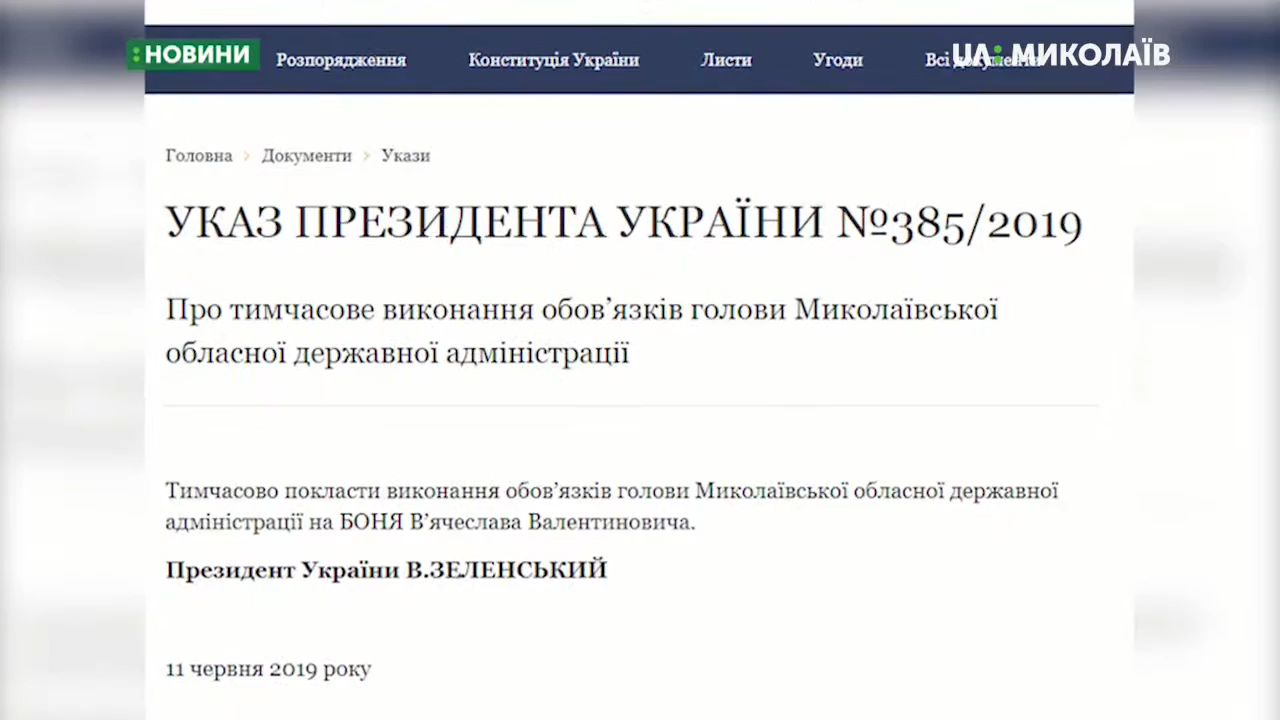 :НОВИНИ
Розпорядження Конституція України Листи Угоди Всі документи
UA: МИКОЛАЇВ
Головна > Документи > Укази
УКАЗ ПРЕЗИДЕНТА УКРАЇНИ №385/2019
Про тимчасове виконання обов’язків голови Миколаївської
обласної державної адміністрації
Тимчасово покласти виконання обов’язків голови Миколаївської обласної державної
адміністрації на БОНЯ В’ячеслава Валентиновича.
Президент України В.ЗЕЛЕНСЬКИЙ
11 червня 2019 року